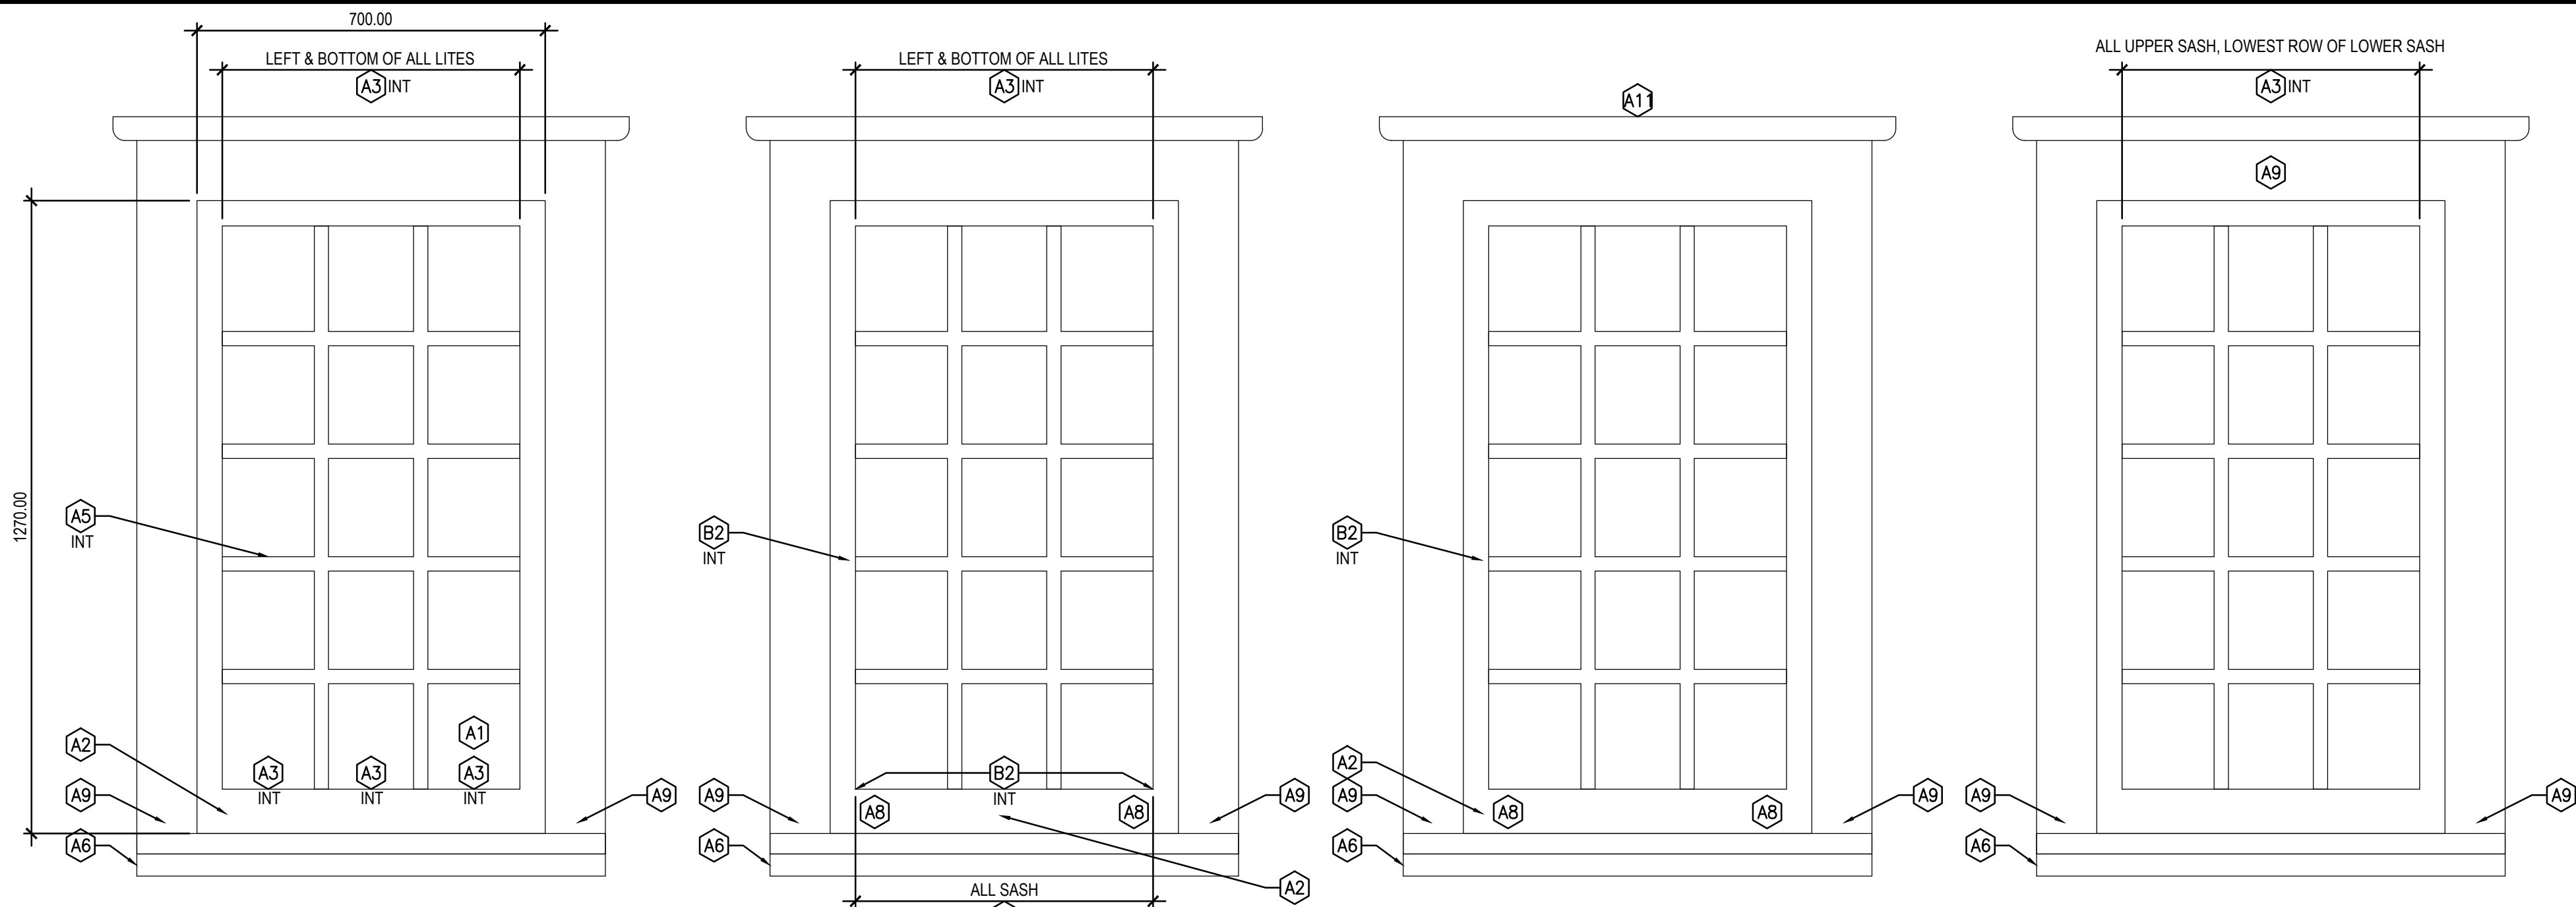 700.00
LEFT & BOTTOM OF ALL LITES
A3 INT
1270.00
A5
INT
A2
A9
A6
A1
A3
INT
A3
INT
A3
INT
A9
LEFT & BOTTOM OF ALL LITES
A3 INT
B2
INT
A9
A6
B2
INT
A8
A8
A9
A2
ALL SASH
A11
B2
INT
A2
A9
A6
A8
A8
A9
ALL UPPER SASH, LOWEST ROW OF LOWER SASH
A3 INT
A9
A9
A6
A9